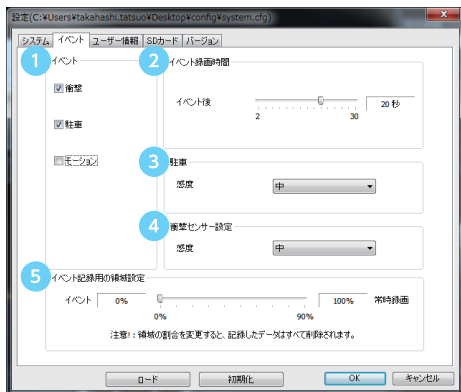 設定(C:¥Users¥takahashi.tatsuo¥Desktop¥config¥system.cfg)
システム イベント ユーザー情報 SDカード バージョン
1 イベント
衝撃
駐車
モーション
2 イベント録画時間
イベント後 20 秒
2 30
3 駐車
感度 中
4 衝撃センサー設定
感度 中
5 イベント記録用の領域設定
イベント 0% 100% 常時録画
0% 90%
注意!:領域の割合を変更すると、記録したデータはすべて削除されます。
ロード 初期化 OK キャンセル